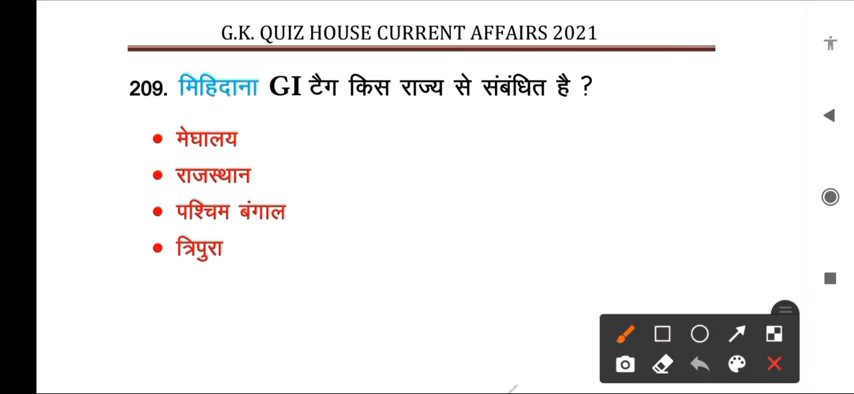 G.K. QUIZ HOUSE CURRENT AFFAIRS 2021
209. मिहिदाना GI टैग किस राज्य से संबंधित है ?
• मेघालय
• राजस्थान
• पश्चिम बंगाल
• त्रिपुरा